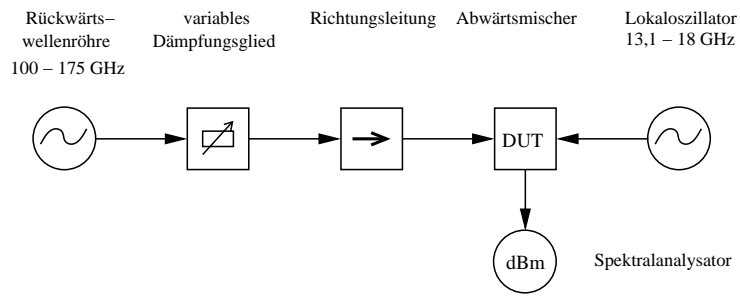 Rückwärts–
wellenröhre
100 – 175 GHz
variables
Dämpfungsglied
Richtungsleitung
Abwärtsmischer
Lokaloszillator
13,1 – 18 GHz
DUT
dBm
Spektralanalysator